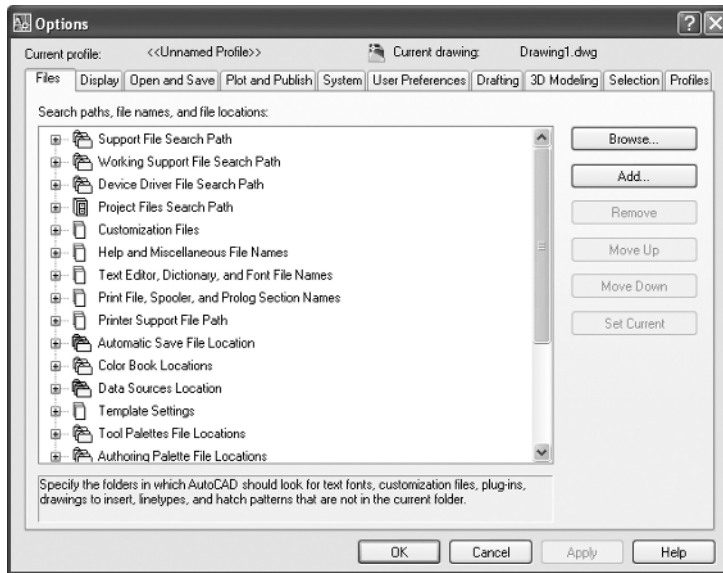 Options
Current profile: <<Unnamed Profile>> Current drawing: Drawing1.dwg
Files Display Open and Save Plot and Publish System User Preferences Drafting 3D Modeling Selection Profiles
Search paths, file names, and file locations:
Support File Search Path
Working Support File Search Path
Device Driver File Search Path
Project Files Search Path
Customization Files
Help and Miscellaneous File Names
Text Editor, Dictionary, and Font File Names
Print File, Spooler, and Prolog Section Names
Printer Support File Path
Automatic Save File Location
Color Book Locations
Data Sources Location
Template Settings
Tool Palettes File Locations
Authoring Palette File Locations
Browse...
Add...
Remove
Move Up
Move Down
Set Current
Specify the folders in which AutoCAD should look for text fonts, customization files, plug-ins,
drawings to insert, linetypes, and hatch patterns that are not in the current folder.
OK Cancel Apply Help